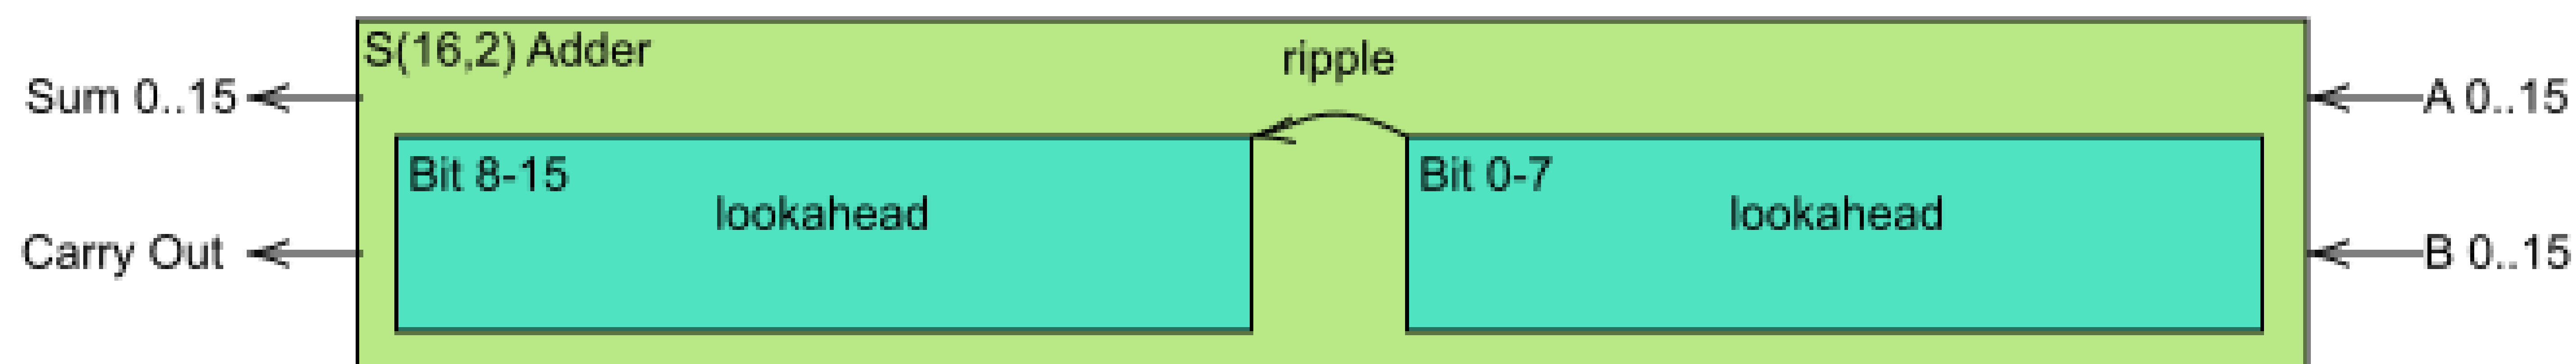 S(16,2) Adder
ripple
Sum 0..15
A 0..15
Bit 8-15
Bit 0-7
lookahead
lookahead
Carry Out
B 0..15